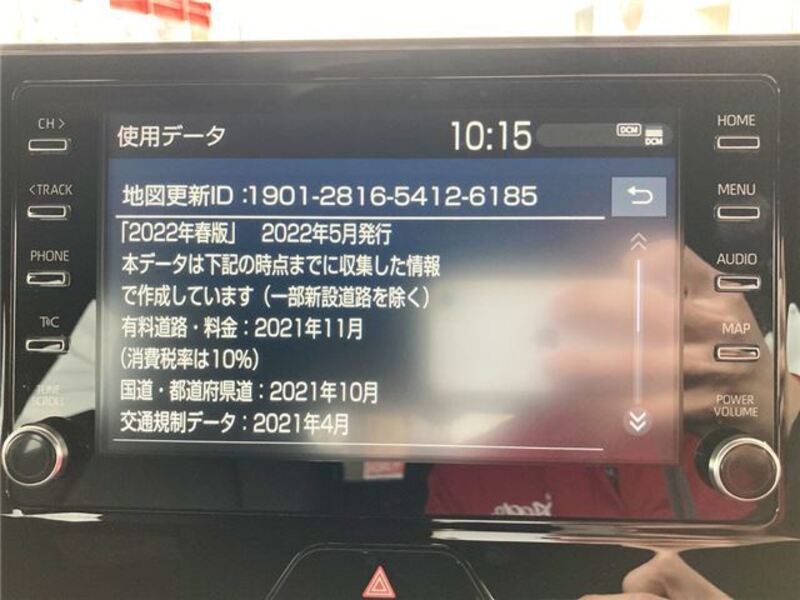 CH >
< TRACK
PHONE
T&C
TUNE
SCROLL
使用データ
10:15
DCM
DCM
地図更新ID：1901-2816-5412-6185
「2022年春版」 2022年5月発行
本データは下記の時点までに収集した情報
で作成しています（一部新設道路を除く）
有料道路・料金：2021年11月
（消費税率は10%）
国道・都道府県道：2021年10月
交通規制データ：2021年4月
HOME
MENU
AUDIO
MAP
POWER
VOLUME